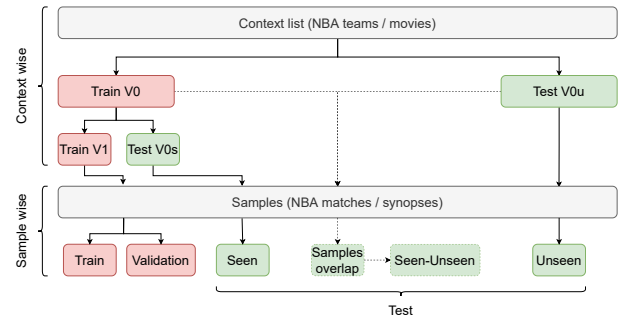 Context list (NBA teams / movies)
Context wise
Train V0
Test V0u
Train V1
Test V0s
Samples (NBA matches / synopses)
Sample wise
Train
Validation
Seen
Samples
overlap
Seen-Unseen
Unseen
Test